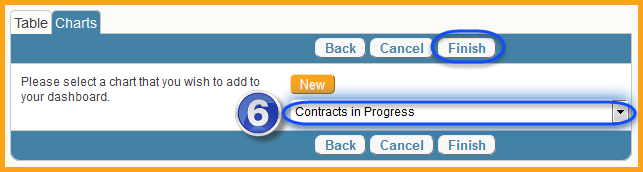 Table Charts
Back Cancel Finish
Please select a chart that you wish to add to your dashboard.
New
6 Contracts in Progress
Back Cancel Finish